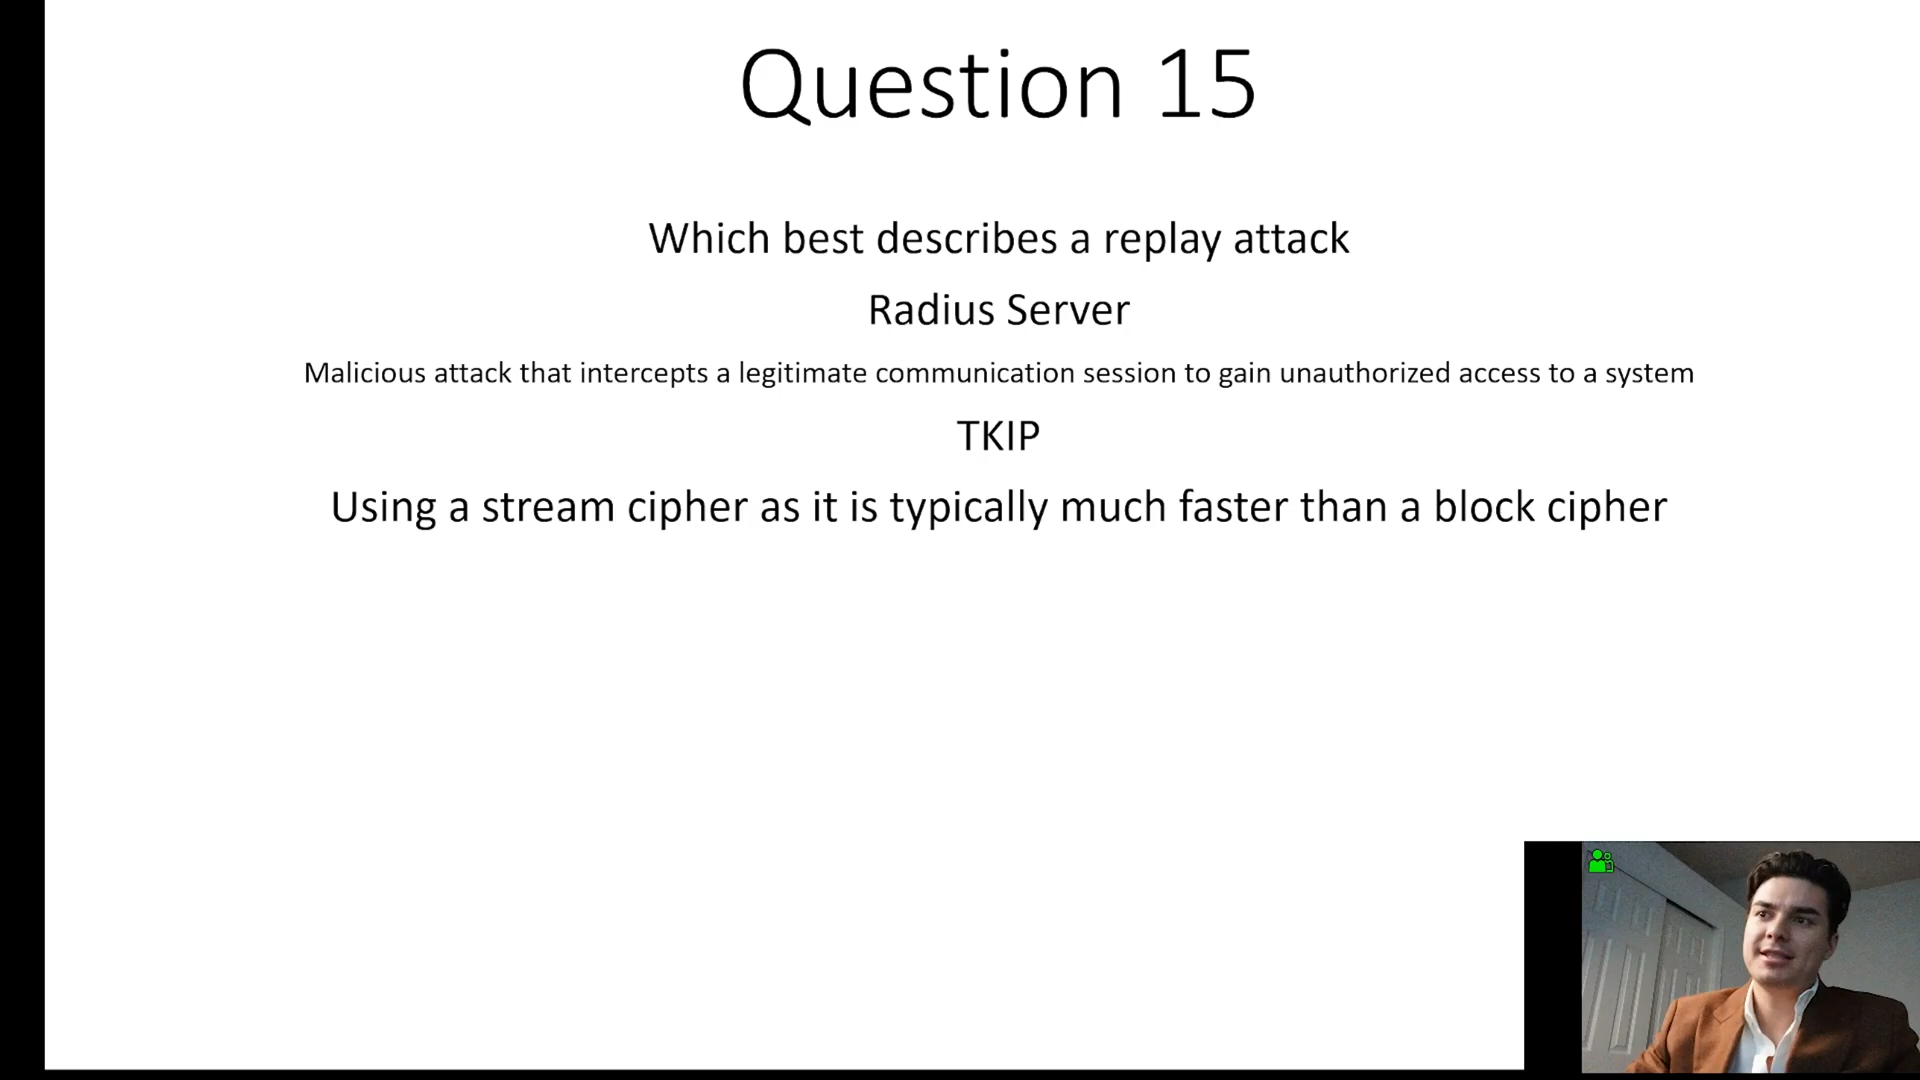 Question 15
Which best describes a replay attack
Radius Server
Malicious attack that intercepts a legitimate communication session to gain unauthorized access to a system
TKIP
Using a stream cipher as it is typically much faster than a block cipher